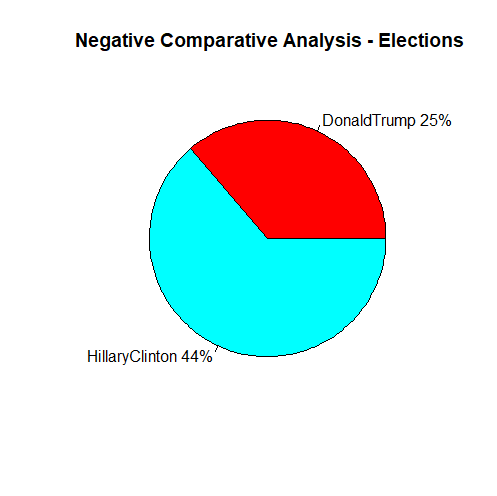 Negative Comparative Analysis - Elections
DonaldTrump 25%
HillaryClinton 44%